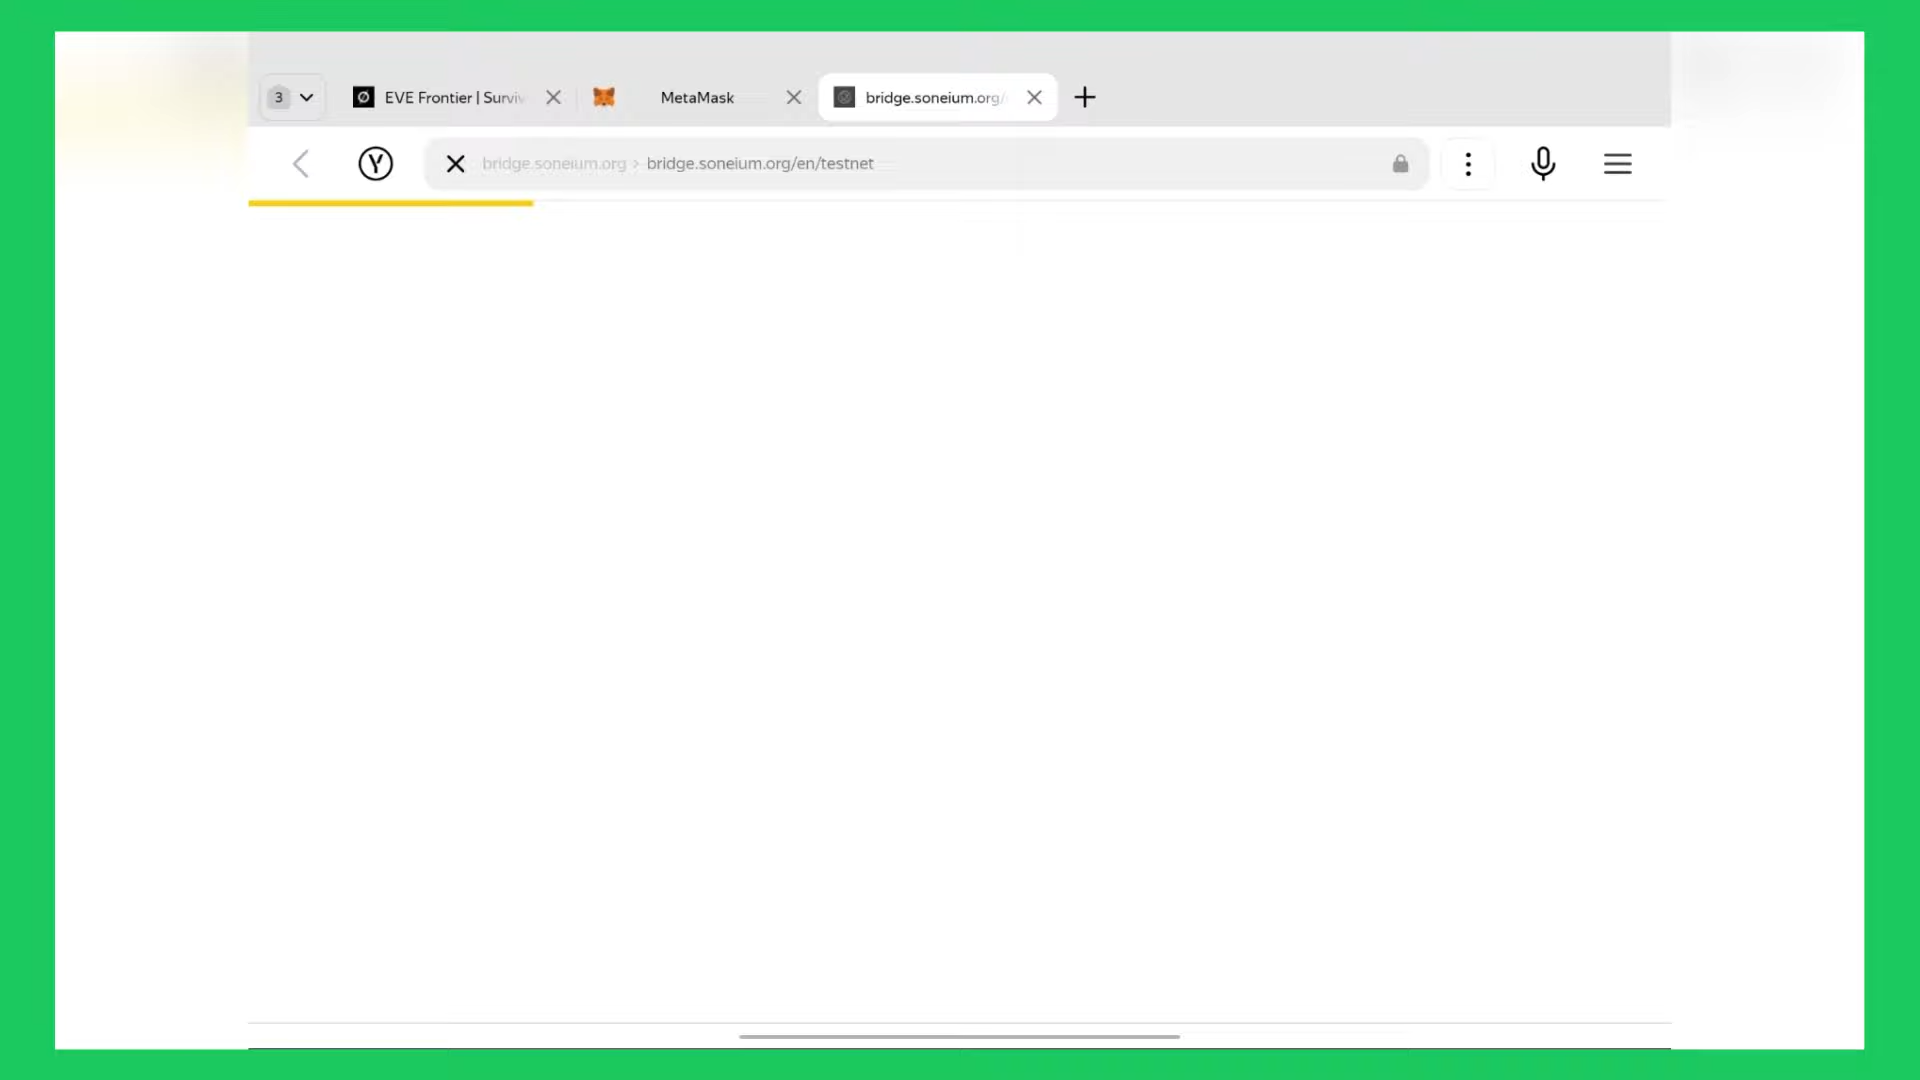 3 EVE Frontier | Surviv MetaMask bridge.soneium.org/
Y bridge.soneium.org > bridge.soneium.org/en/testnet